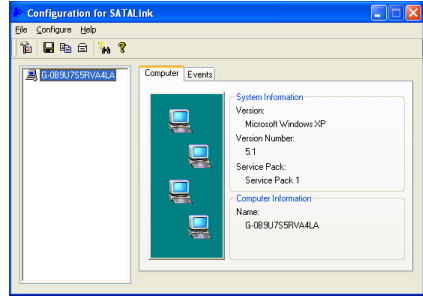 Configuration for SATALink
File Configure Help
G-0B9U7S5RVA4LA
Computer Events
System Information
Version:
Microsoft Windows XP
Version Number:
5.1
Service Pack:
Service Pack 1
Computer Information
Name:
G-0B9U7S5RVA4LA